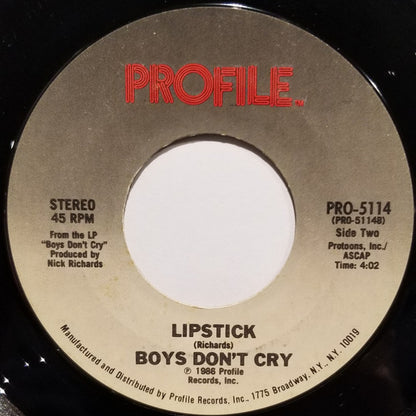 PROFILE™
STEREO
45 RPM
From the LP
"Boys Don't Cry"
Produced by
Nick Richards
PRO-5114
(PRO-5114B)
Side Two
Protoons, Inc./
ASCAP
Time: 4:02
LIPSTICK
(Richards)
BOYS DON'T CRY
℗ 1986 Profile
Records, Inc.
Manufactured and Distributed by Profile Records, Inc., 1775 Broadway, N.Y., N.Y. 10019